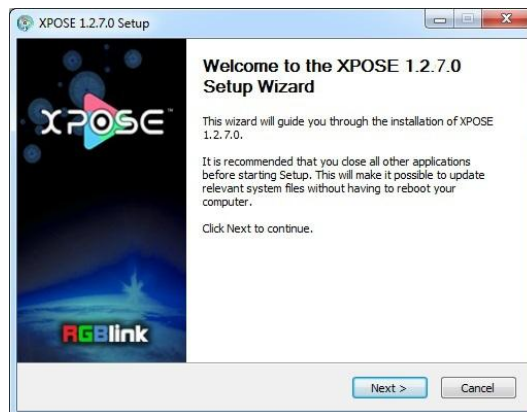 XPOSE 1.2.7.0 Setup
XPOSE™
RGBlink
Welcome to the XPOSE 1.2.7.0
Setup Wizard
This wizard will guide you through the installation of XPOSE
1.2.7.0.
It is recommended that you close all other applications
before starting Setup. This will make it possible to update
relevant system files without having to reboot your
computer.
Click Next to continue.
Next >
Cancel